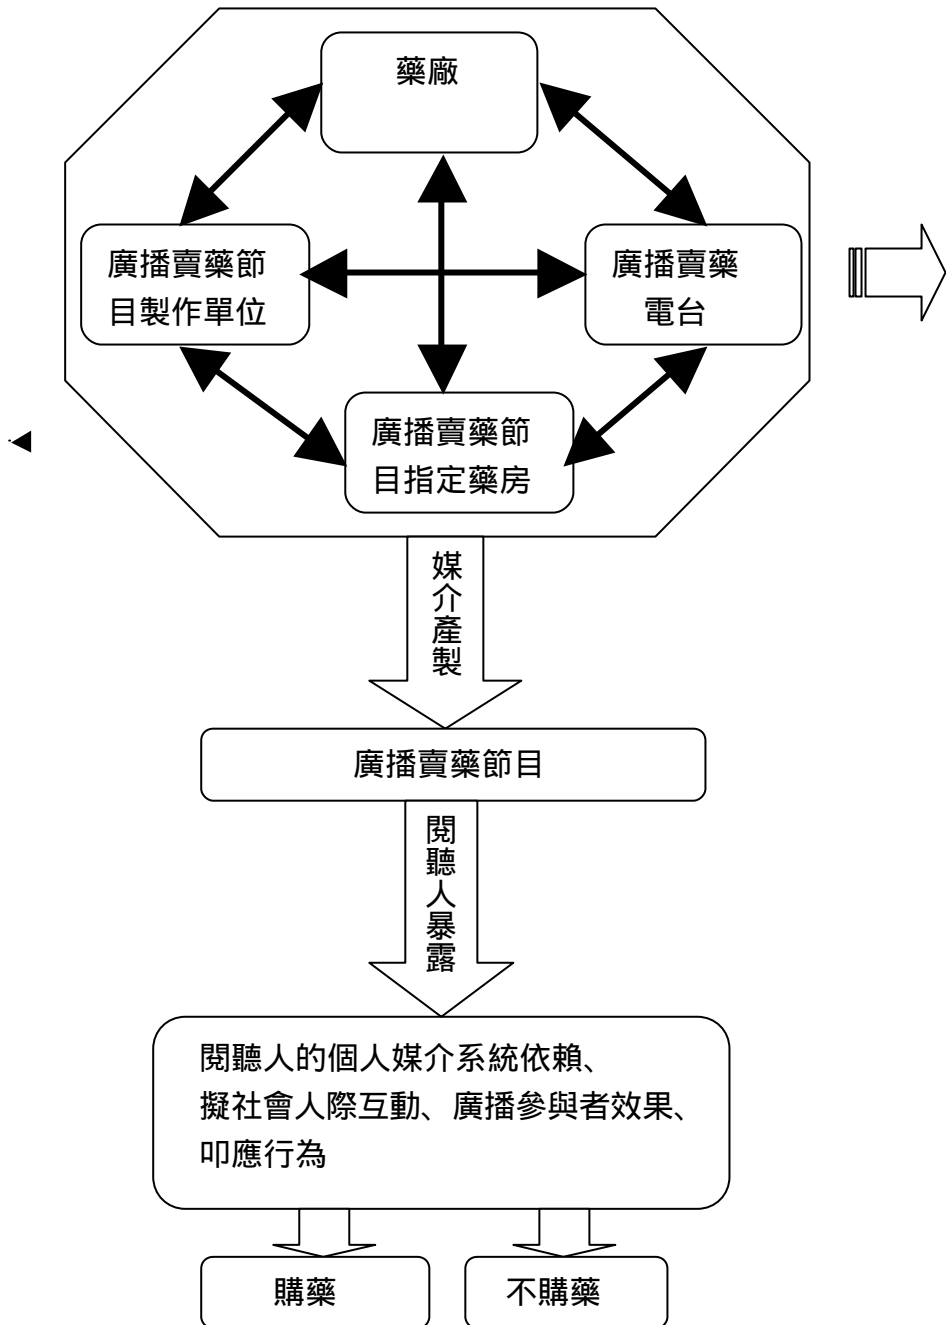 藥廠
廣播賣藥節
目製作單位
廣播賣藥
電台
廣播賣藥節
目指定藥房
媒介產製
廣播賣藥節目
閱聽人暴露
閱聽人的個人媒介系統依賴、
擬社會人際互動、廣播參與者效果、
叩應行為
購藥
不購藥